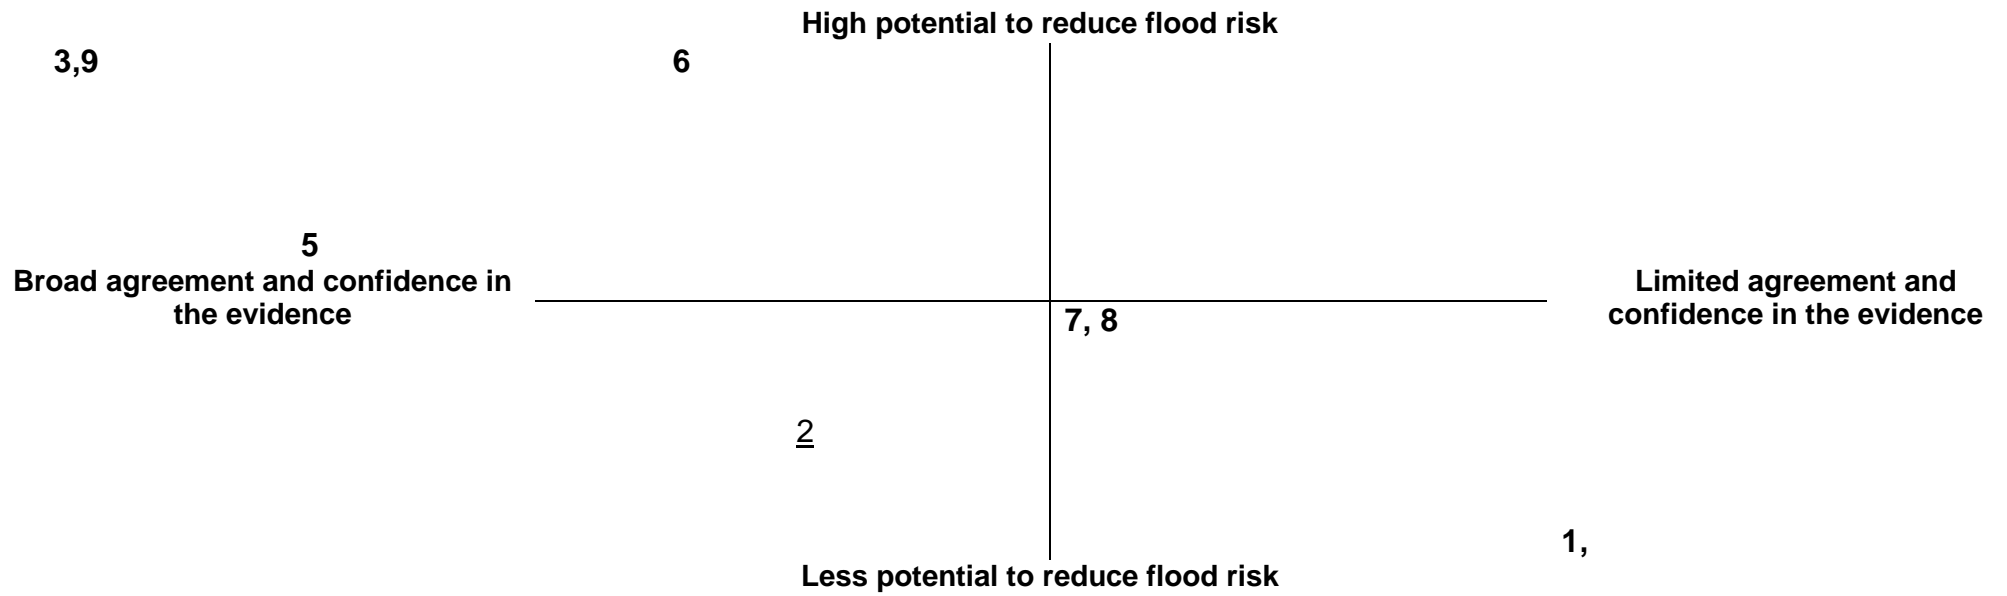 High potential to reduce flood risk
3,9
6
5
Broad agreement and confidence in
the evidence
Limited agreement and
confidence in the evidence
7, 8
2
1,
Less potential to reduce flood risk